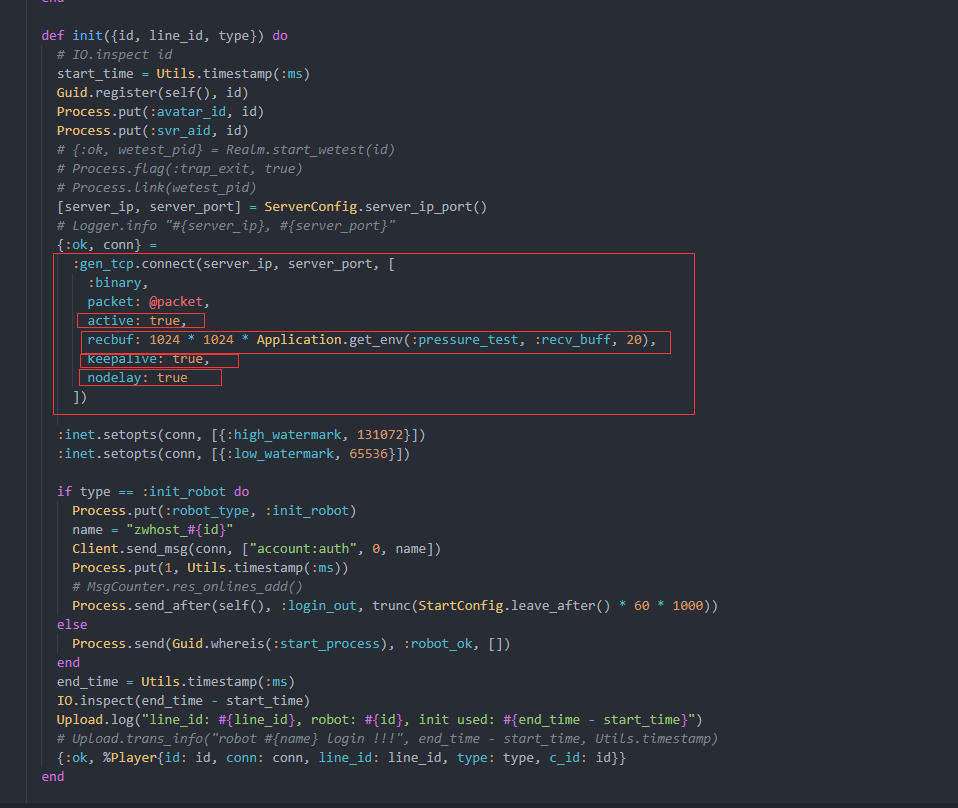 end
def init({id, line_id, type}) do
# IO.inspect id
start_time = Utils.timestamp(:ms)
Guid.register(self(), id)
Process.put(:avatar_id, id)
Process.put(:svr_aid, id)
# {:ok, wetest_pid} = Realm.start_wetest(id)
# Process.flag(:trap_exit, true)
# Process.link(wetest_pid)
[server_ip, server_port] = ServerConfig.server_ip_port()
# Logger.info "#{server_ip}, #{server_port}"
{:ok, conn} =
:gen_tcp.connect(server_ip, server_port, [
:binary,
packet: @packet,
active: true,
recbuf: 1024 * 1024 * Application.get_env(:pressure_test, :recv_buff, 20),
keepalive: true,
nodelay: true
])
:inet.setopts(conn, [{:high_watermark, 131072}])
:inet.setopts(conn, [{:low_watermark, 65536}])
if type == :init_robot do
Process.put(:robot_type, :init_robot)
name = "zwhost_#{id}"
Client.send_msg(conn, ["account:auth", 0, name])
Process.put(1, Utils.timestamp(:ms))
# MsgCounter.res_onlines_add()
Process.send_after(self(), :login_out, trunc(StartConfig.leave_after() * 60 * 1000))
else
Process.send(Guid.whereis(:start_process), :robot_ok, [])
end
end_time = Utils.timestamp(:ms)
IO.inspect(end_time - start_time)
Upload.log("line_id: #{line_id}, robot: #{id}, init used: #{end_time - start_time}")
# Upload.trans_info("robot #{name} login !!!", end_time - start_time, Utils.timestamp)
{:ok, %Player{id: id, conn: conn, line_id: line_id, type: type, c_id: id}}
end